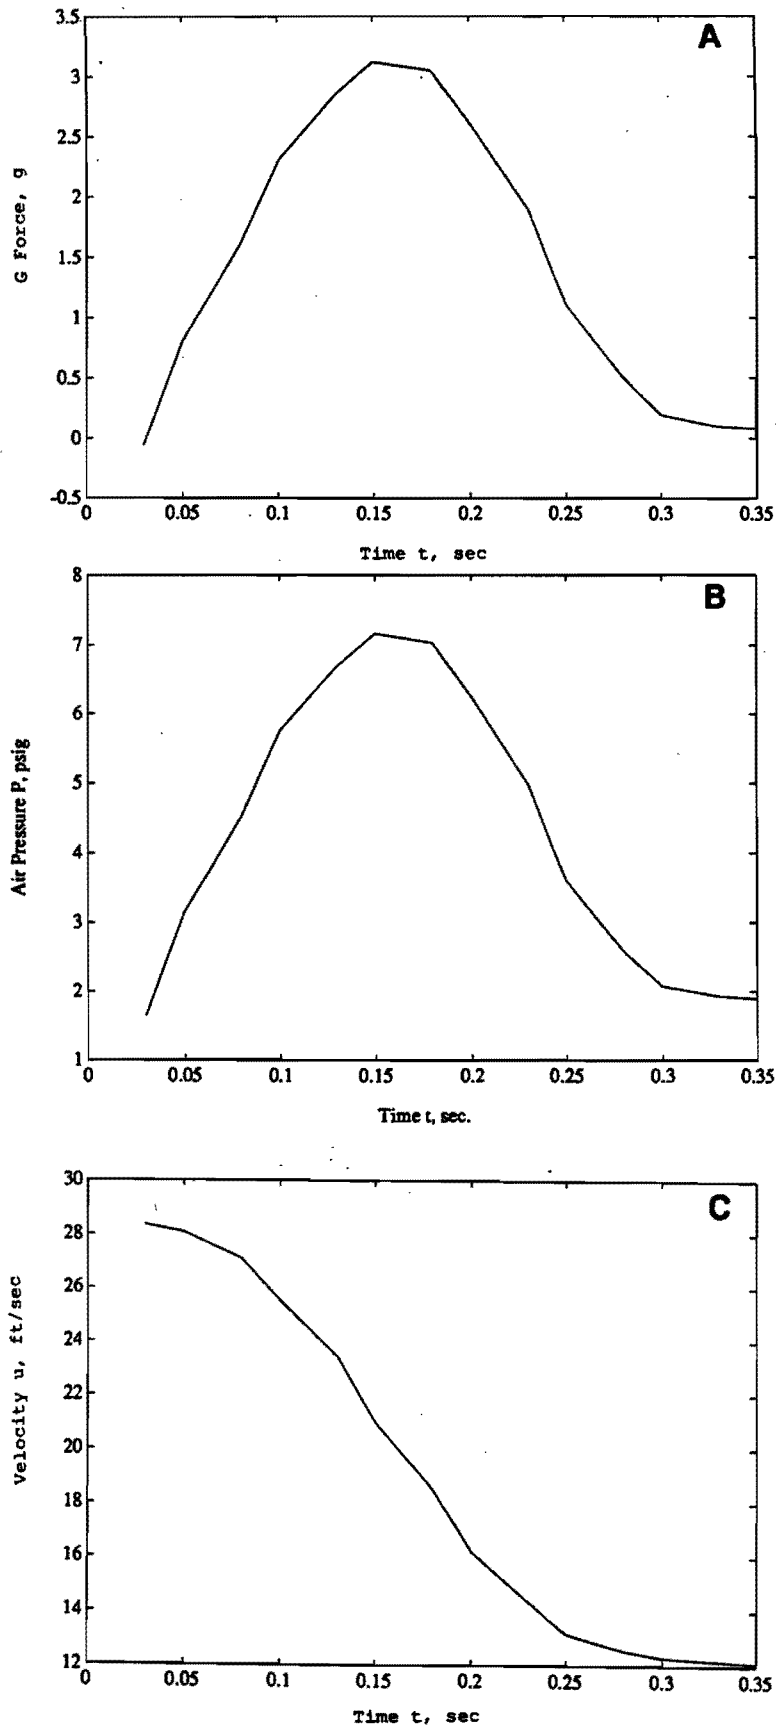 A
3.5
3
2.5
2
1.5
1
0.5
0
-0.5
G Force, g
0 0.05 0.1 0.15 0.2 0.25 0.3 0.35
Time t, sec
B
8
7
6
5
4
3
2
1
Air Pressure P, psig
0 0.05 0.1 0.15 0.2 0.25 0.3 0.35
Time t, sec.
C
30
28
26
24
22
20
18
16
14
12
Velocity u, ft/sec
0 0.05 0.1 0.15 0.2 0.25 0.3 0.35
Time t, sec